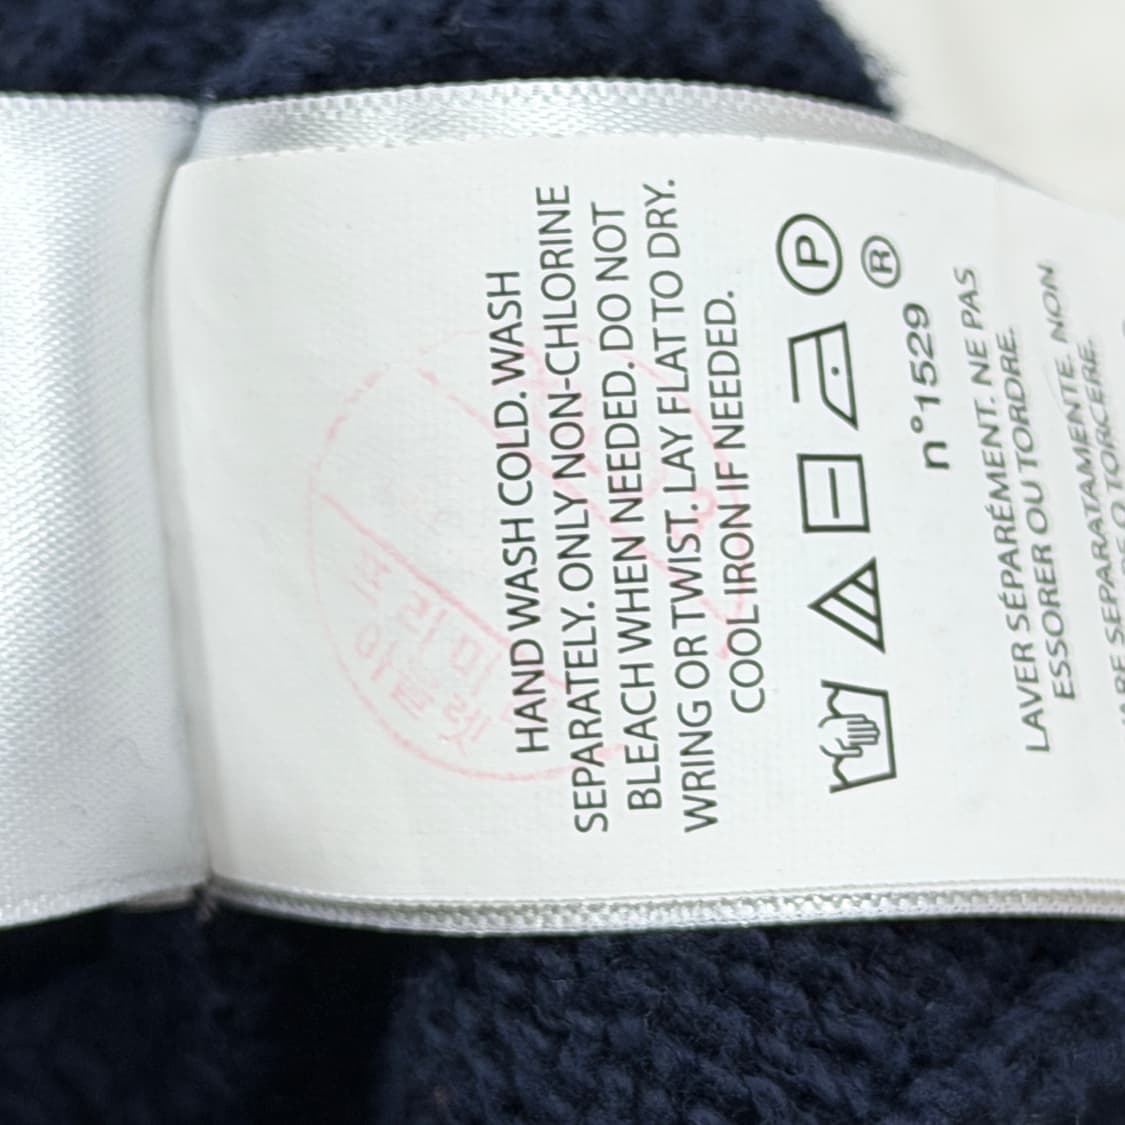 HAND WASH COLD. WASH
SEPARATELY. ONLY NON-CHLORINE
BLEACH WHEN NEEDED. DO NOT
WRING OR TWIST. LAY FLAT TO DRY.
COOL IRON IF NEEDED.
P
®
n°1529
LAVER SÉPARÉMENT. NE PAS
ESSORER OU TORDRE.
SEPARATAMENTE. NON
O TORCERE.